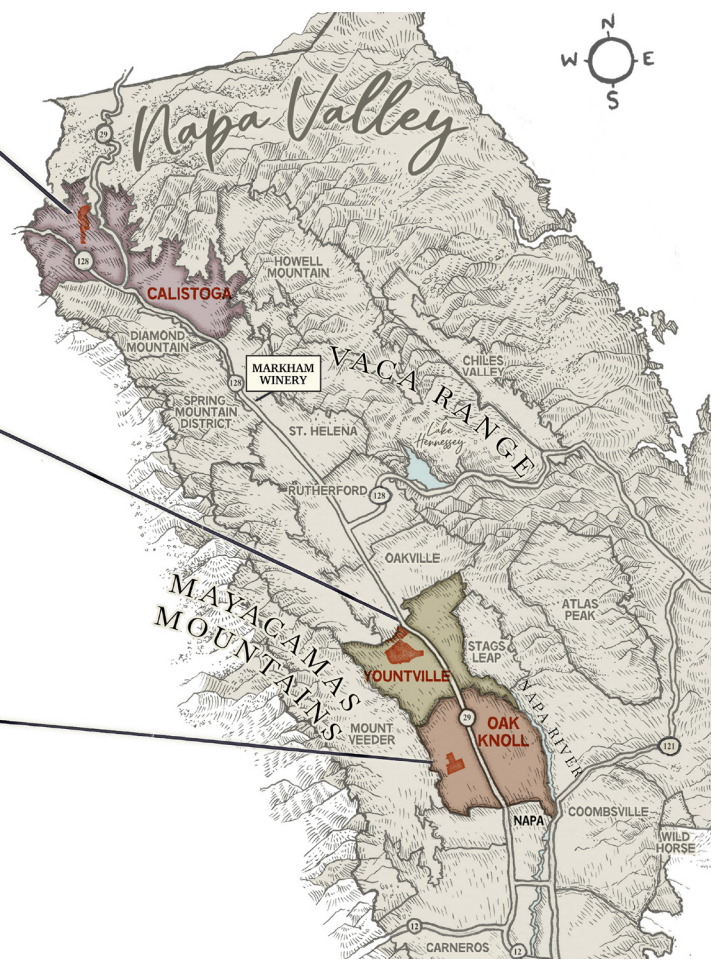 N
W
E
S
Napa Valley
29
128
CALISTOGA
HOWELL
MOUNTAIN
DIAMOND
MOUNTAIN
MARKHAM
WINERY
128
VACA RANGE
CHILES
VALLEY
SPRING
MOUNTAIN
DISTRICT
ST. HELENA
Lake
Hennessey
RUTHERFORD
128
OAKVILLE
MAYACAMAS
MOUNTAINS
ATLAS
PEAK
STAGS
LEAP
YOUNTVILLE
NAPA RIVER
29
OAK
KNOLL
MOUNT
VEEDER
121
NAPA
COOMBSVILLE
WILD
HORSE
12
CARNEROS
12